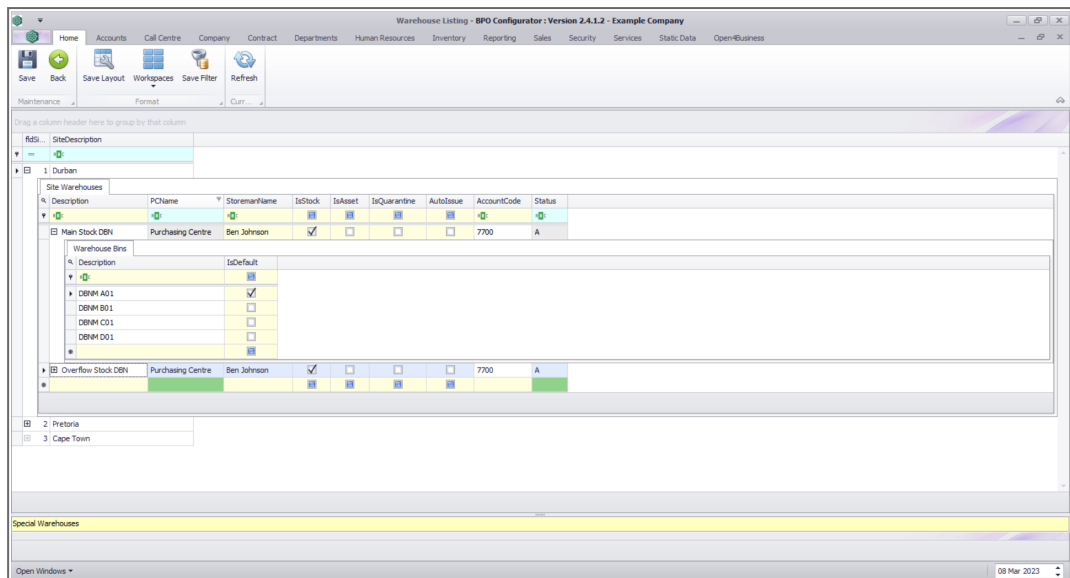 Warehouse Listing - BPO Configurator : Version 2.4.1.2 - Example Company
Home Accounts Call Centre Company Contract Departments Human Resources Inventory Reporting Sales Security Services Static Data Open4Business
Save Back Save Layout Workspaces Save Filter Refresh
Maintenance Format Curr...
Drag a column header here to group by that column
fldSi... SiteDescription
1 Durban
Site Warehouses
Description PCName StoremanName IsStock IsAsset IsQuarantine AutoIssue AccountCode Status
Main Stock DBN Purchasing Centre Ben Johnson 7700 A
Warehouse Bins
Description IsDefault
DBNM A01
DBNM B01
DBNM C01
DBNM D01
Overflow Stock DBN Purchasing Centre Ben Johnson 7700 A
2 Pretoria
3 Cape Town
Special Warehouses
Open Windows 08 Mar 2023